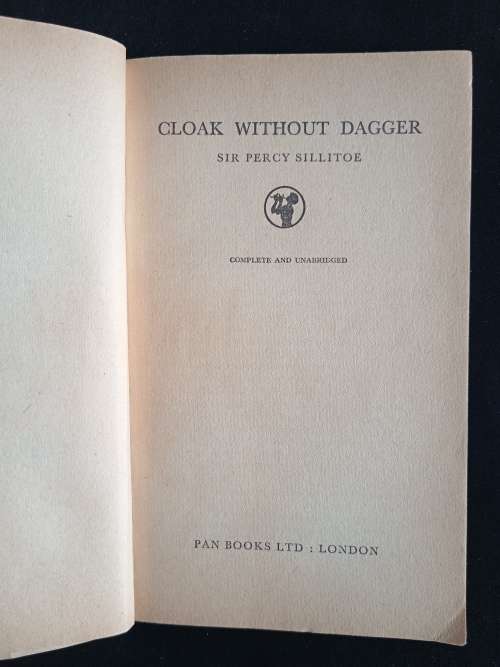 CLOAK WITHOUT DAGGER
SIR PERCY SILLITOE
COMPLETE AND UNABRIDGED
PAN BOOKS LTD : LONDON